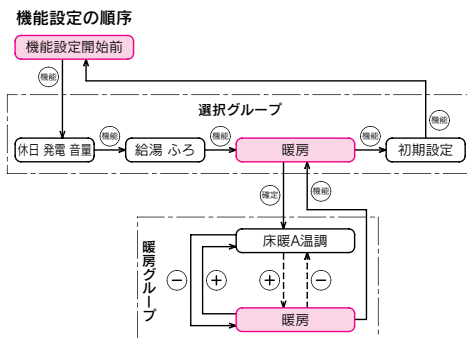 機能設定の順序
機能設定開始前
機能
選択グループ
機能
休日 発電 音量
機能
給湯 ふろ
機能
暖房
機能
初期設定
確定
機能
暖房グループ
床暖A温調
−
+
+
−
暖房